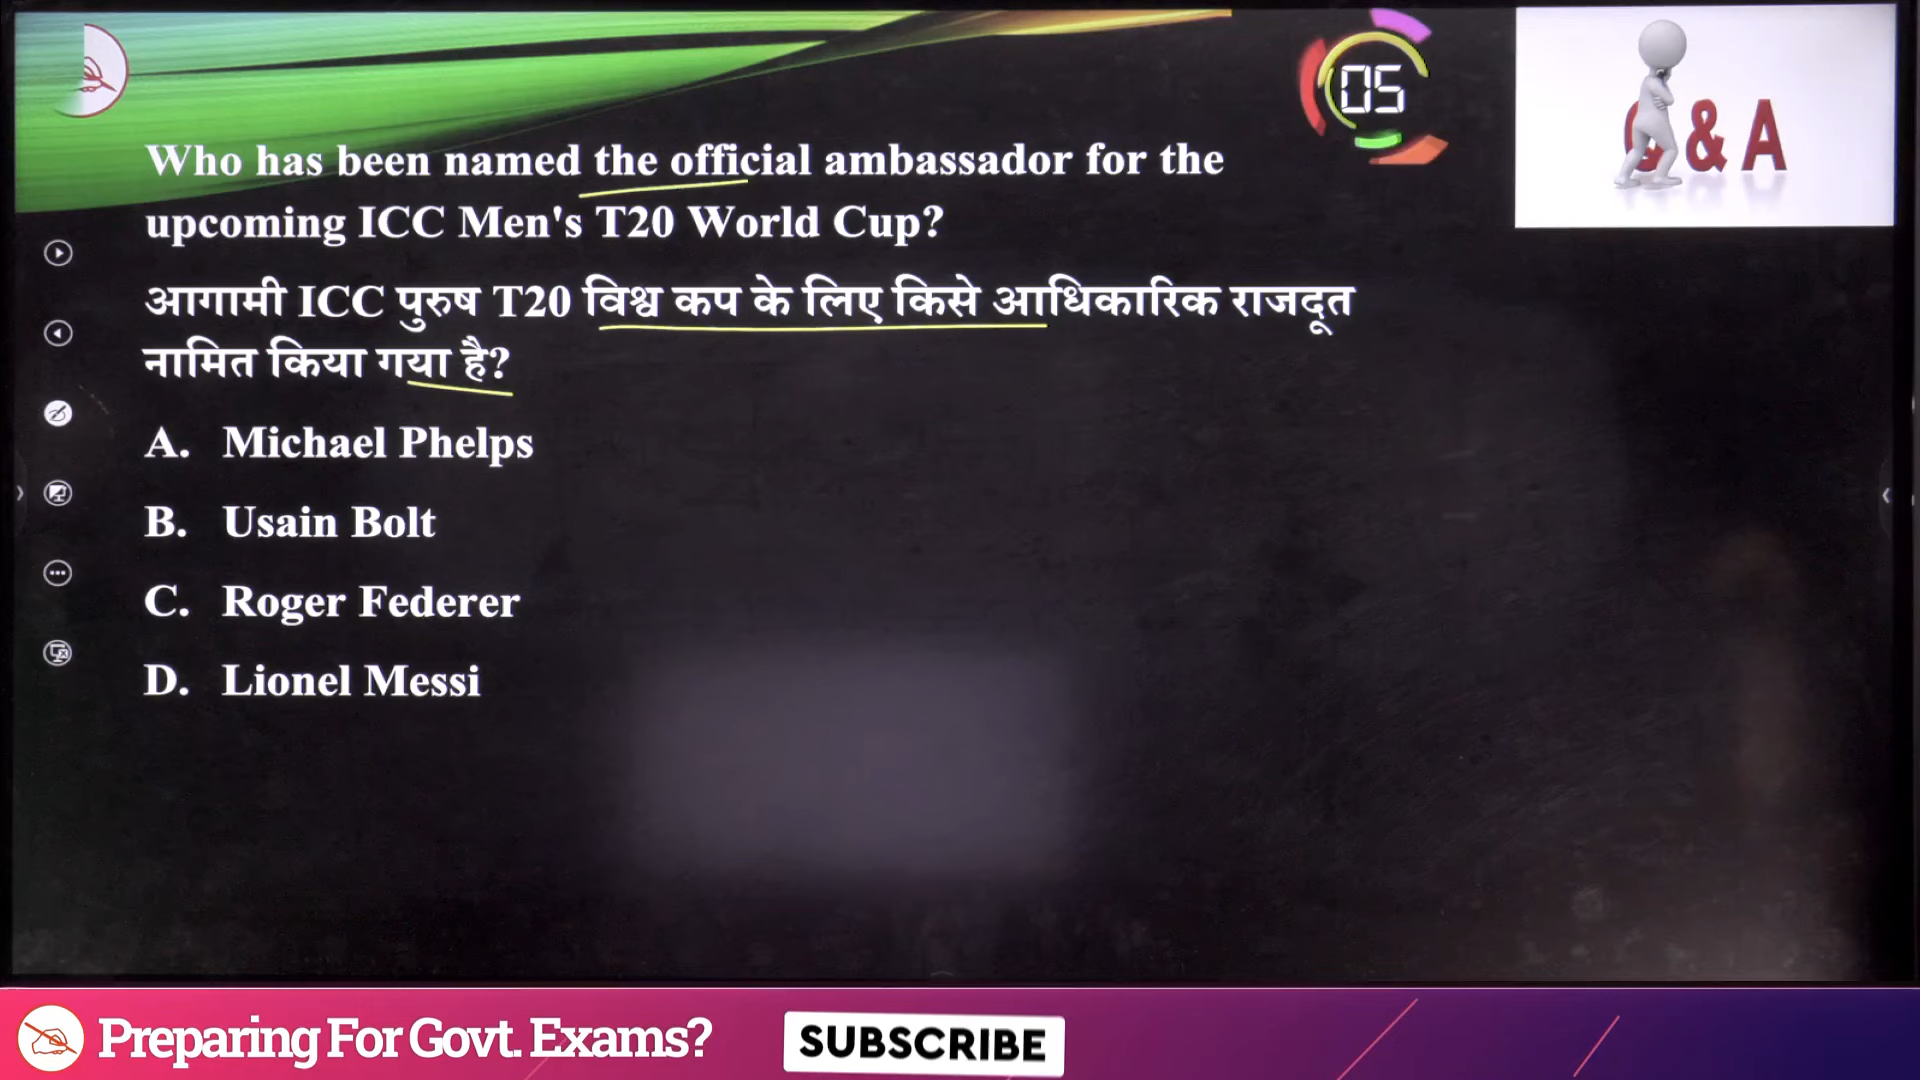 05
Q & A
Who has been named the official ambassador for the
upcoming ICC Men's T20 World Cup?
आगामी ICC पुरुष T20 विश्व कप के लिए किसे आधिकारिक राजदूत
नामित किया गया है?
A. Michael Phelps
B. Usain Bolt
C. Roger Federer
D. Lionel Messi
Preparing For Govt. Exams?
SUBSCRIBE